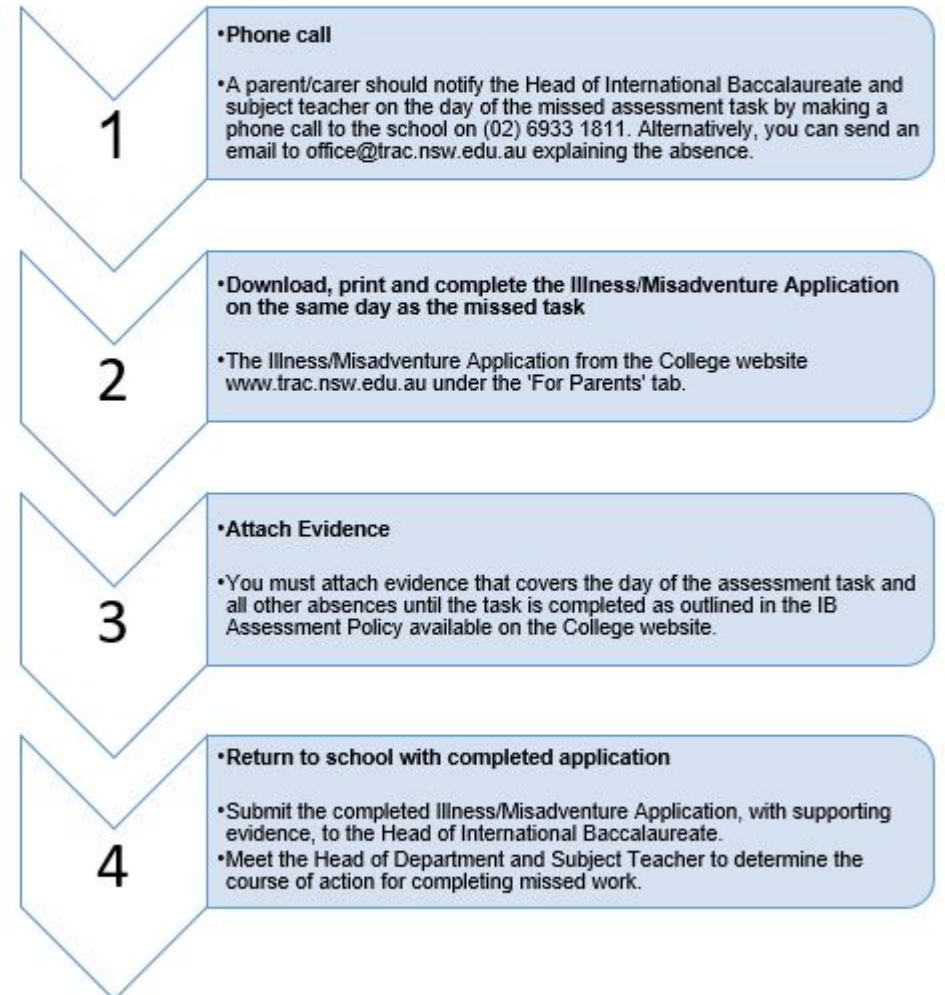 1
•Phone call
•A parent/carer should notify the Head of International Baccalaureate and
subject teacher on the day of the missed assessment task by making a
phone call to the school on (02) 6933 1811. Alternatively, you can send an
email to office@trac.nsw.edu.au explaining the absence.
2
•Download, print and complete the Illness/Misadventure Application
on the same day as the missed task
•The Illness/Misadventure Application from the College website
www.trac.nsw.edu.au under the 'For Parents' tab.
3
•Attach Evidence
•You must attach evidence that covers the day of the assessment task and
all other absences until the task is completed as outlined in the IB
Assessment Policy available on the College website.
4
•Return to school with completed application
•Submit the completed Illness/Misadventure Application, with supporting
evidence, to the Head of International Baccalaureate.
•Meet the Head of Department and Subject Teacher to determine the
course of action for completing missed work.